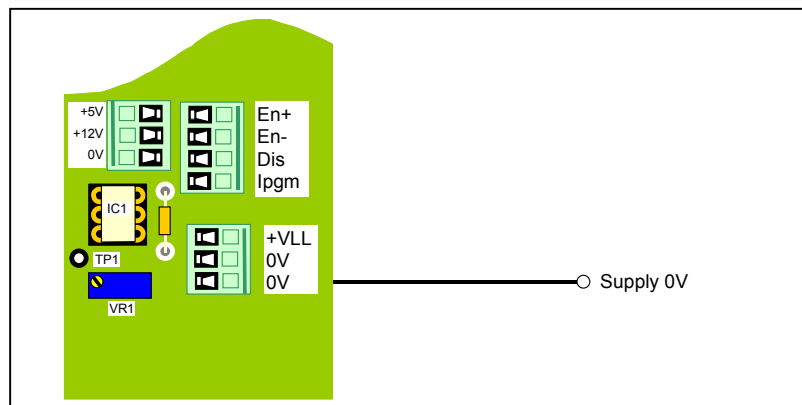 +5V
+12V
0V
En+
En-
Dis
Ipgm
IC1
+VLL
0V
0V
TP1
VR1
Supply 0V